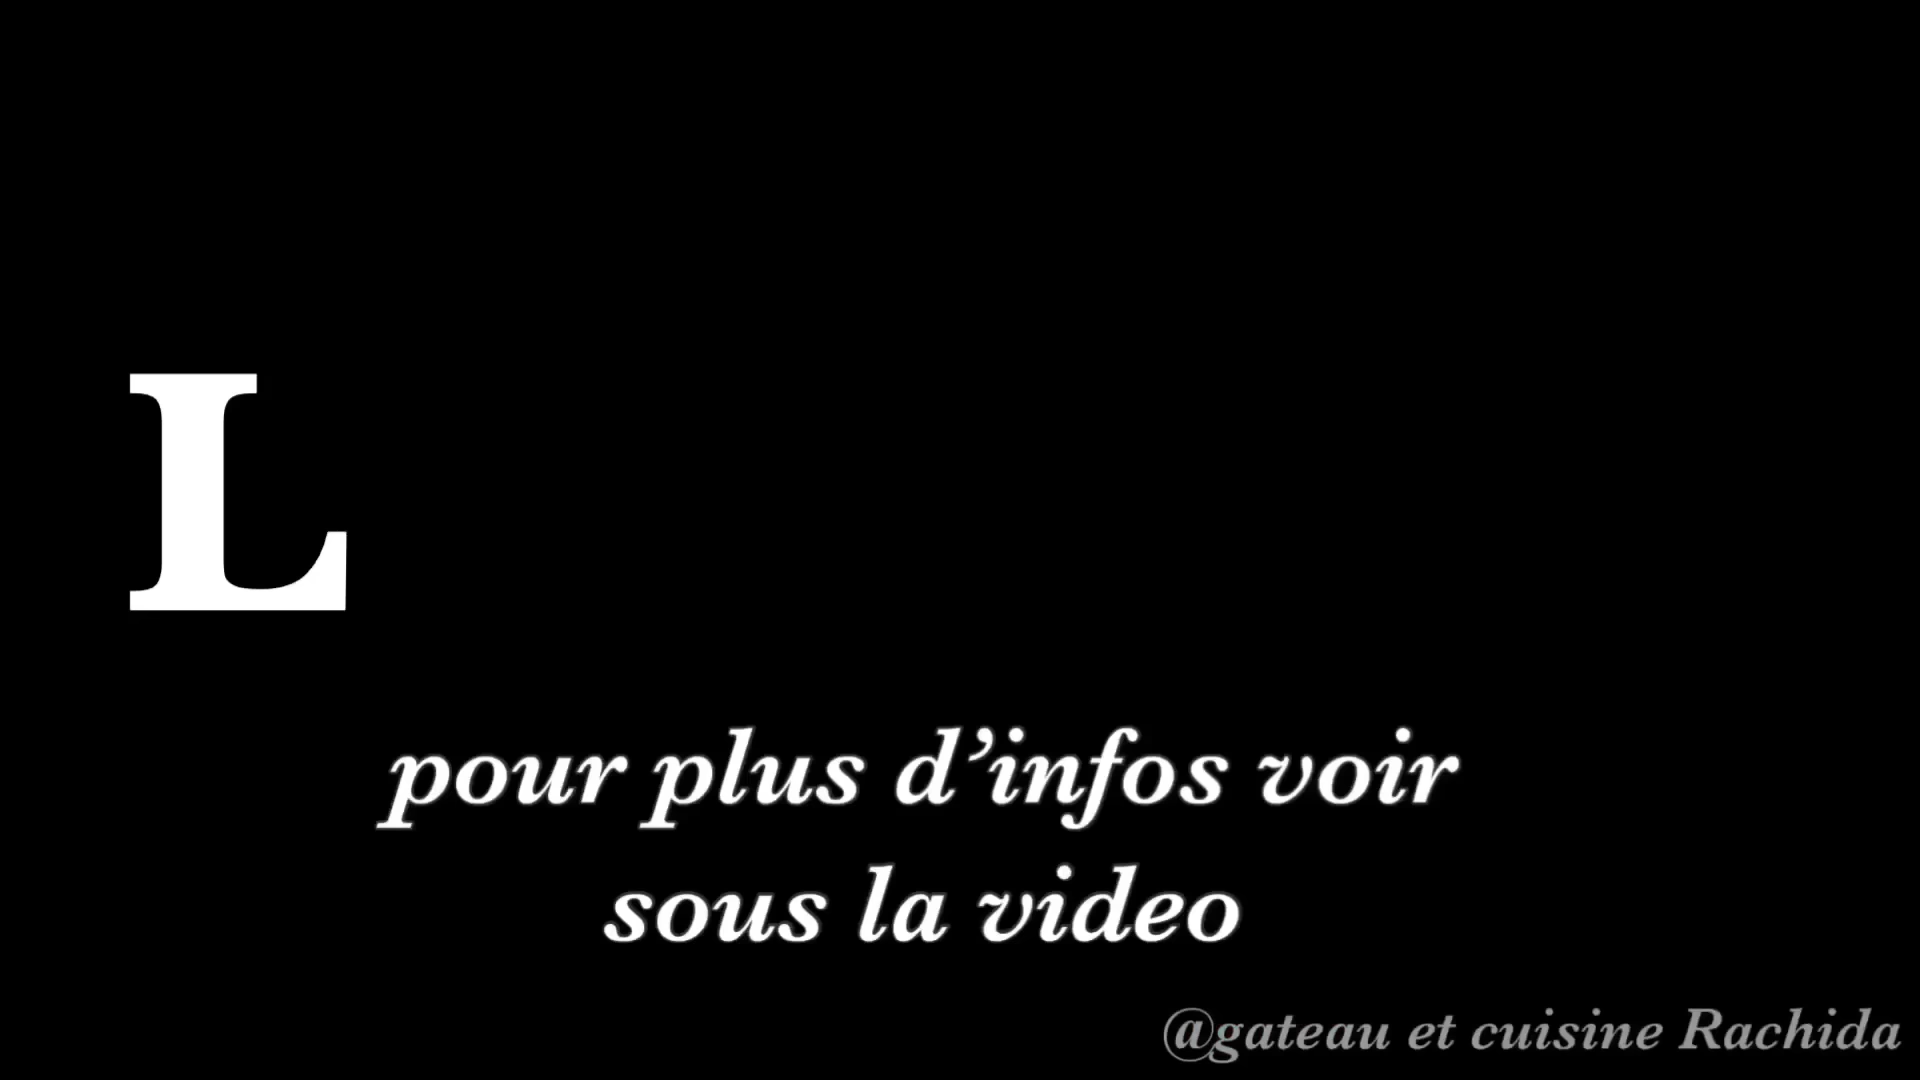 L
pour plus d’infos voir
sous la video
@gateau et cuisine Rachida